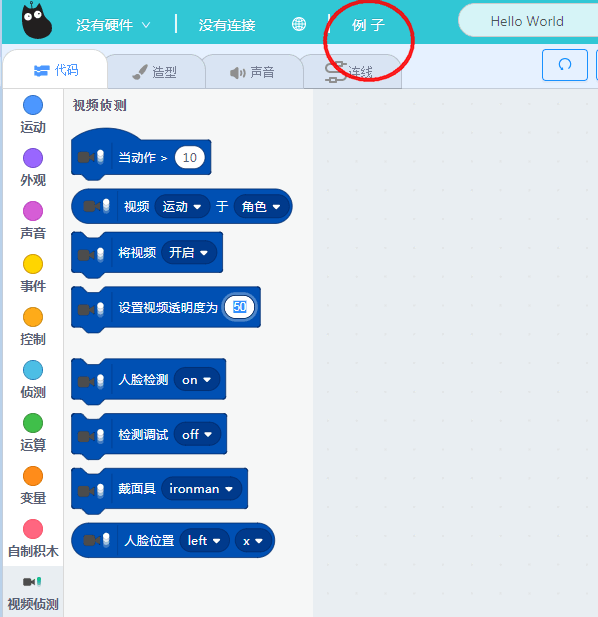 没有硬件 没有连接 例子 Hello World
代码 造型 声音 连线
运动
外观
声音
事件
控制
侦测
运算
变量
自制积木
视频侦测
视频侦测
当动作 > 10
视频 运动 于 角色
将视频 开启
设置视频透明度为 50
人脸检测 on
检测调试 off
戴面具 ironman
人脸位置 left x